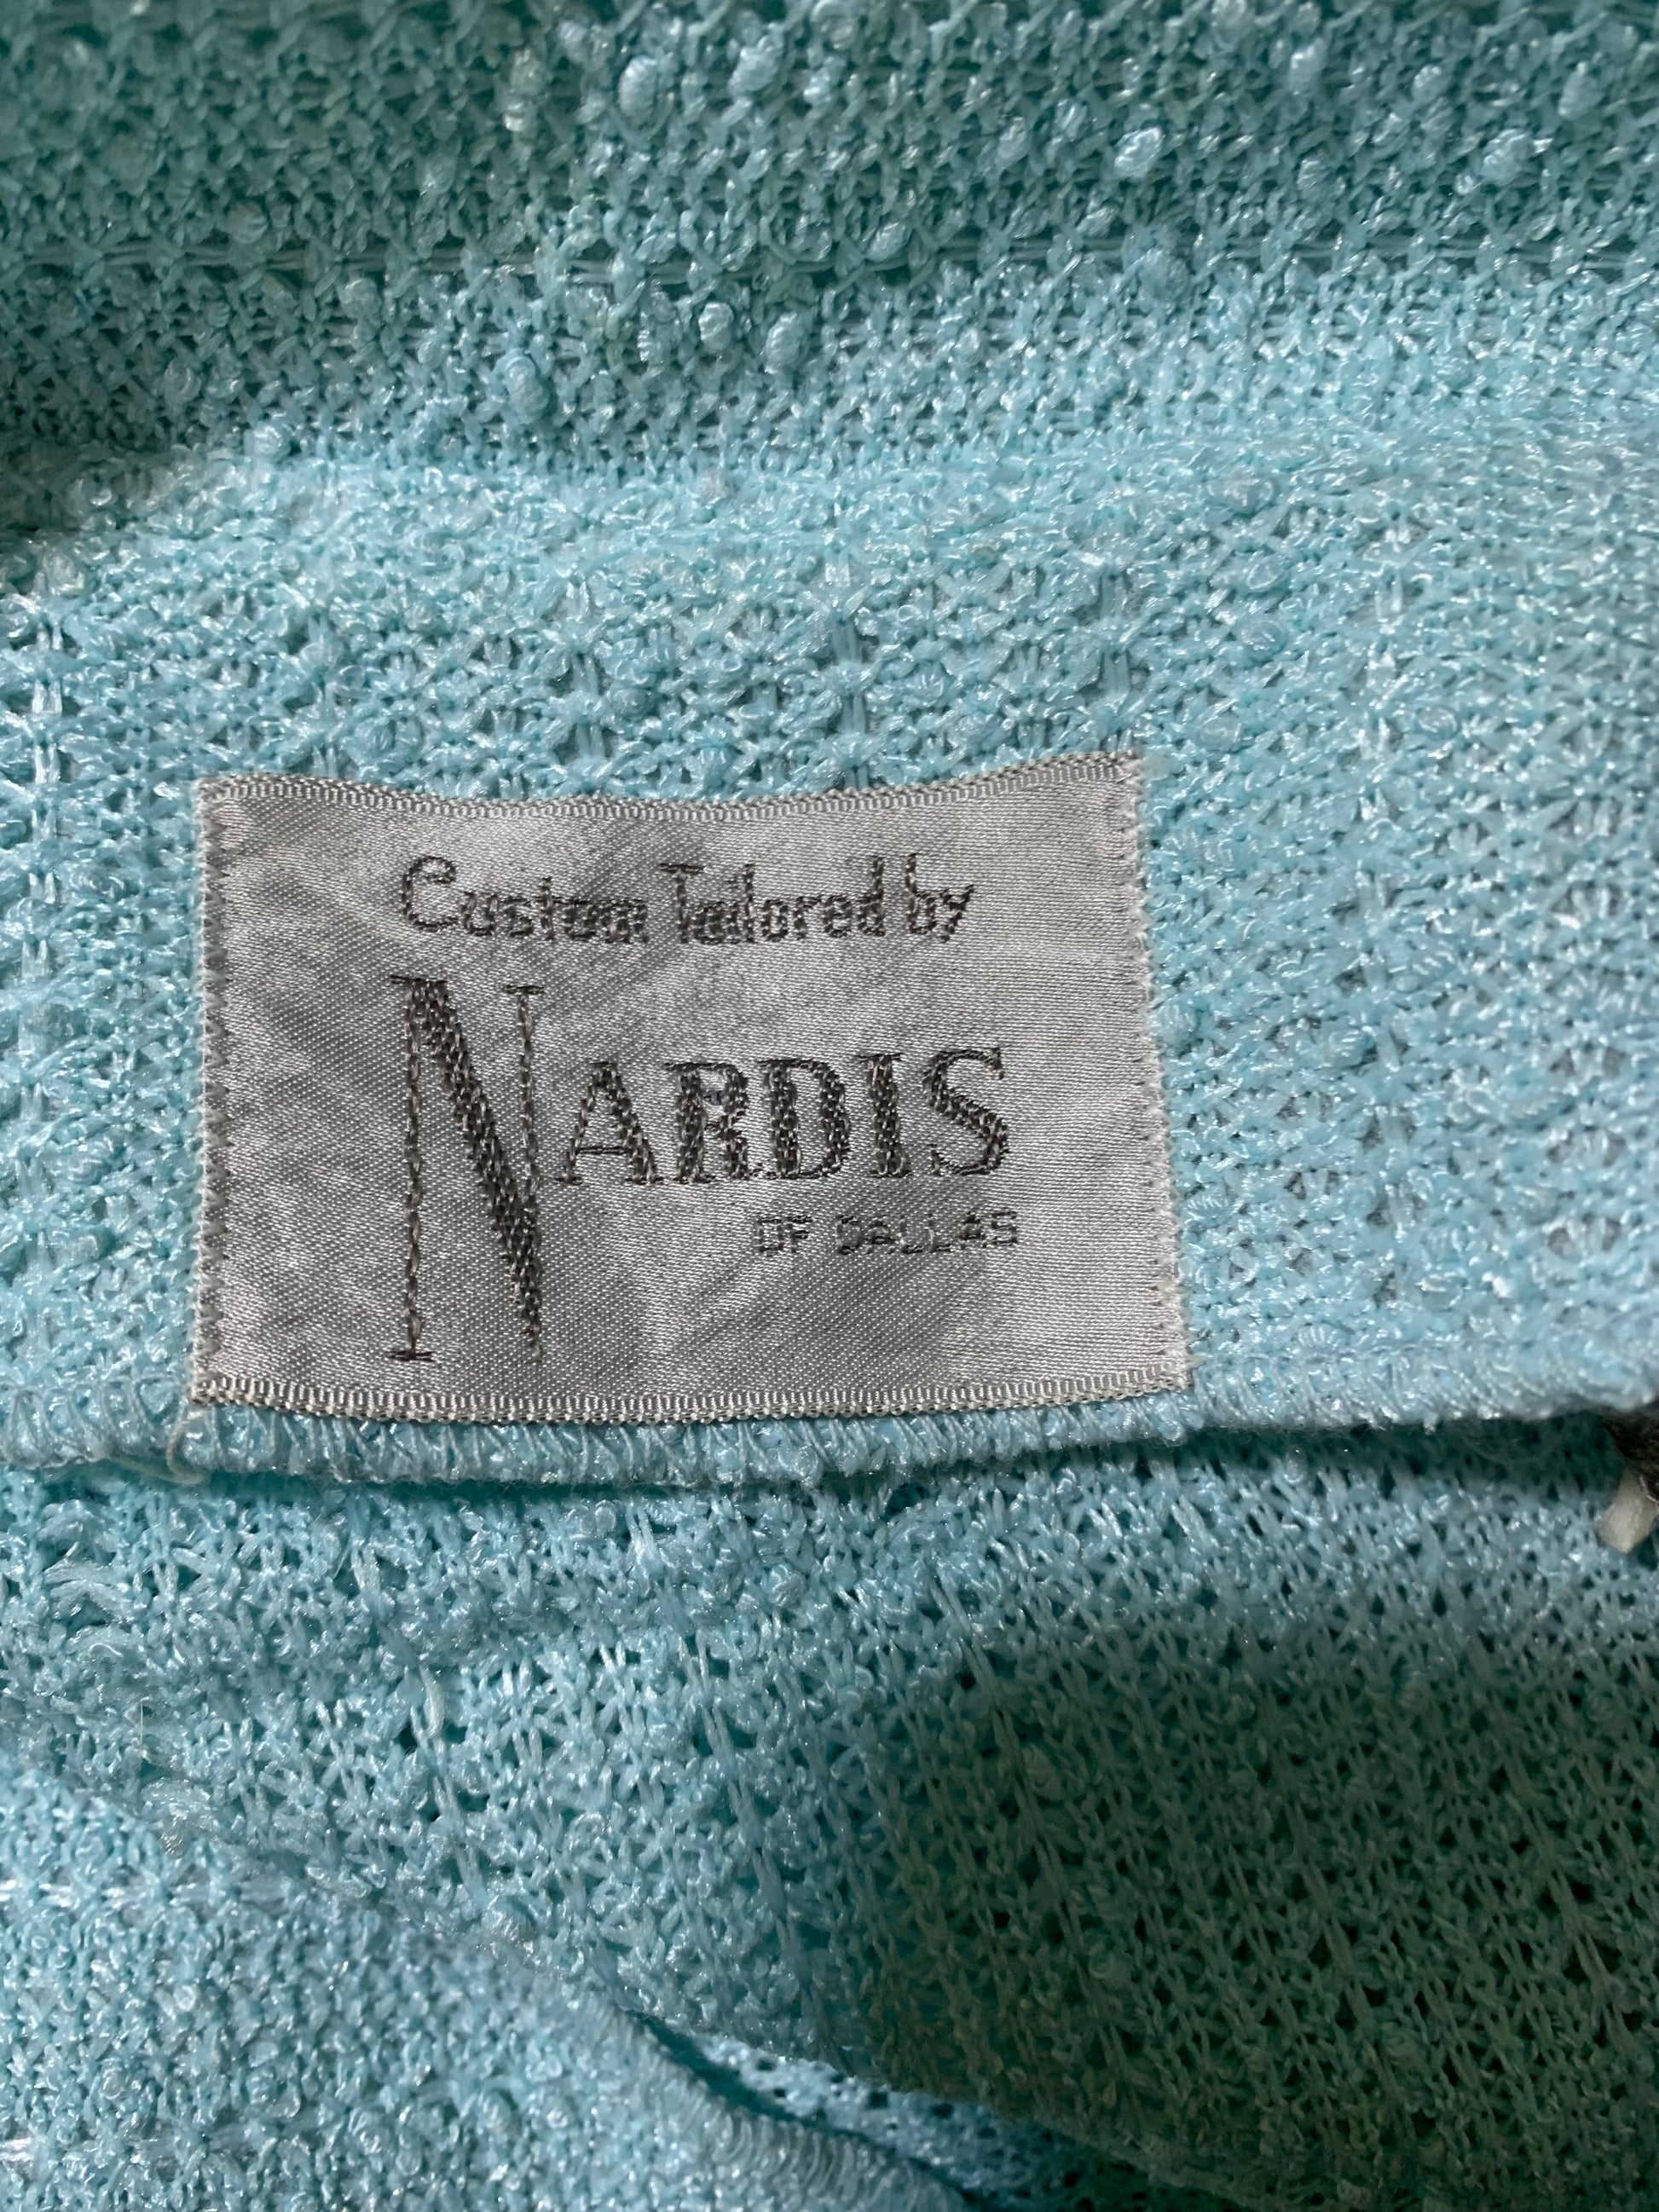 Custom Tailored by
NARDIS
OF DALLAS